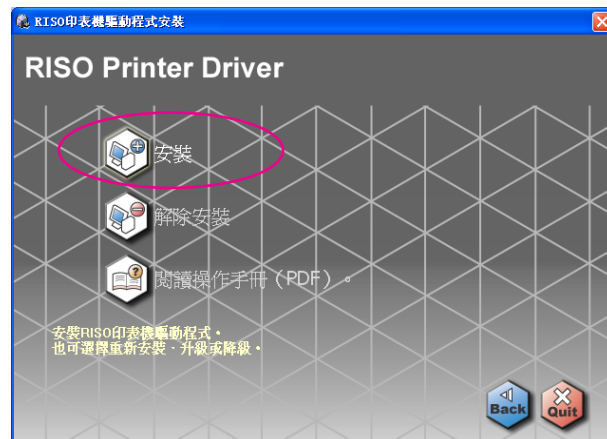 RISO印表機驅動程式安裝
RISO Printer Driver
安裝
解除安裝
閱讀操作手冊（PDF）。
安裝RISO印表機驅動程式。
也可選擇重新安裝、升級或降級。
Back
Quit